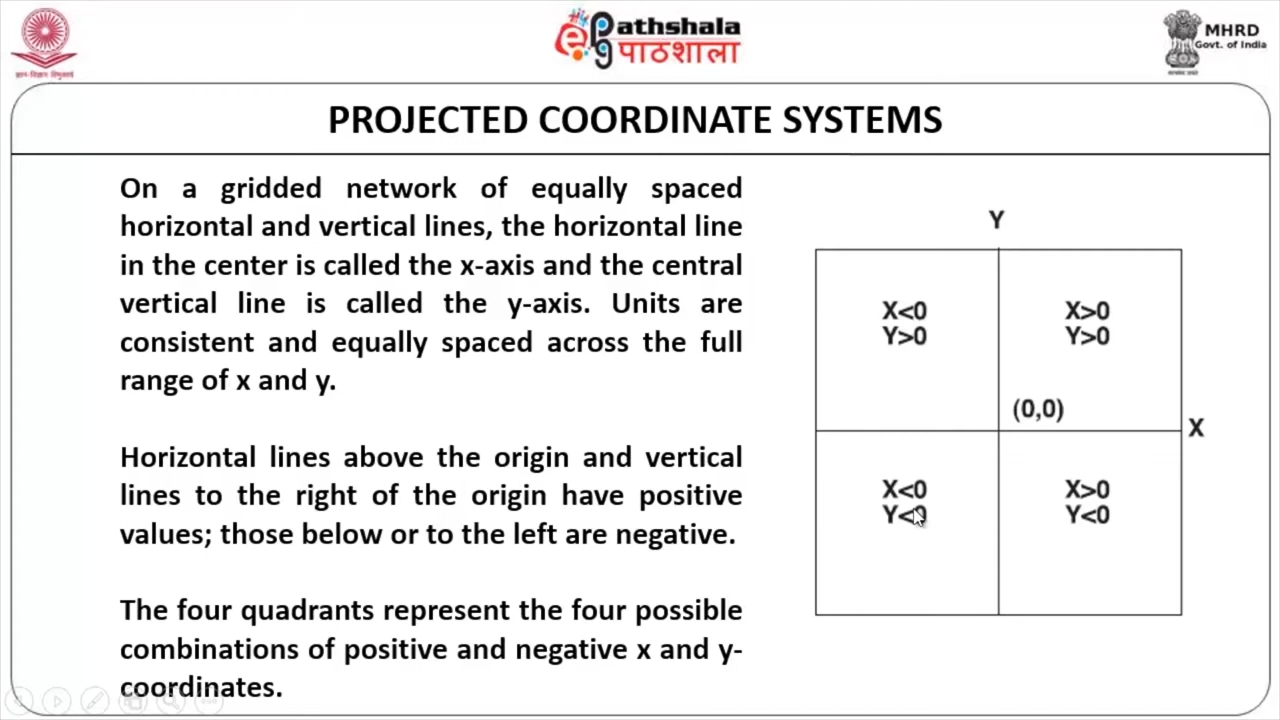 ज्ञान-विज्ञान विमुक्तये
epg Pathshala
पाठशाला
MHRD
Govt. of India
PROJECTED COORDINATE SYSTEMS
On a gridded network of equally spaced
horizontal and vertical lines, the horizontal line
in the center is called the x-axis and the central
vertical line is called the y-axis. Units are
consistent and equally spaced across the full
range of x and y.
Horizontal lines above the origin and vertical
lines to the right of the origin have positive
values; those below or to the left are negative.
The four quadrants represent the four possible
combinations of positive and negative x and y-
coordinates.
Y
X<0
Y>0
X>0
Y>0
(0,0)
X
X<0
Y<0
X>0
Y<0